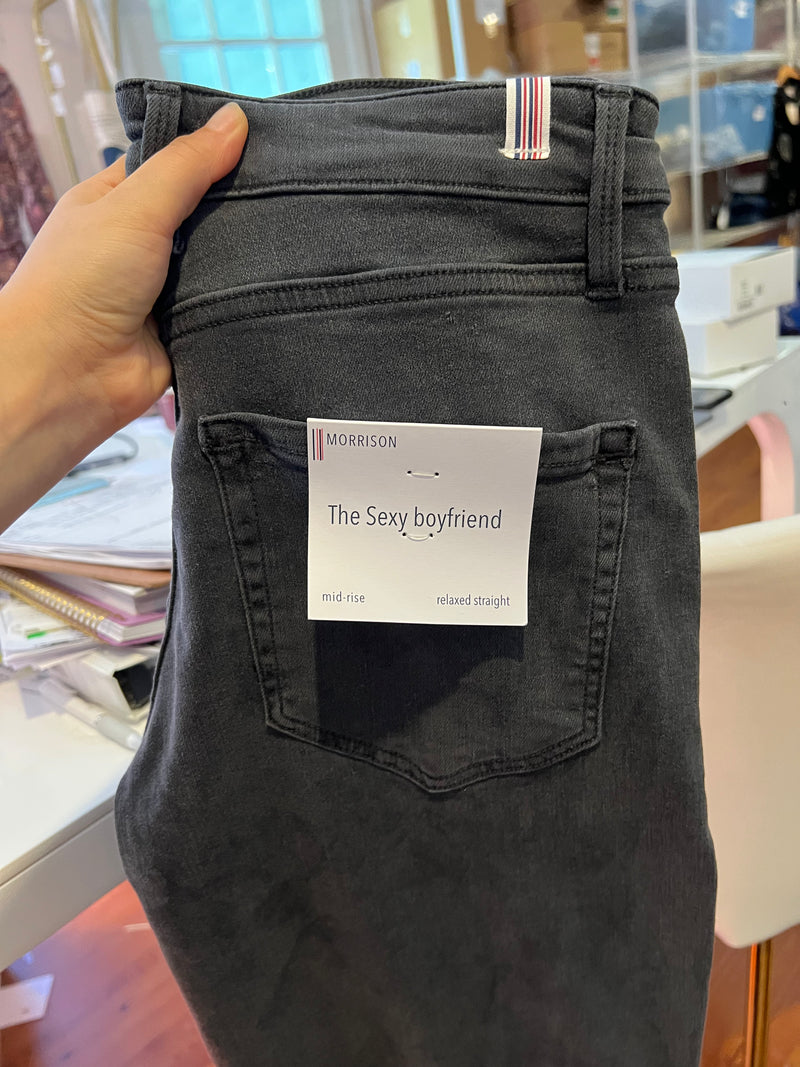 MORRISON
The Sexy boyfriend
mid-rise
relaxed straight